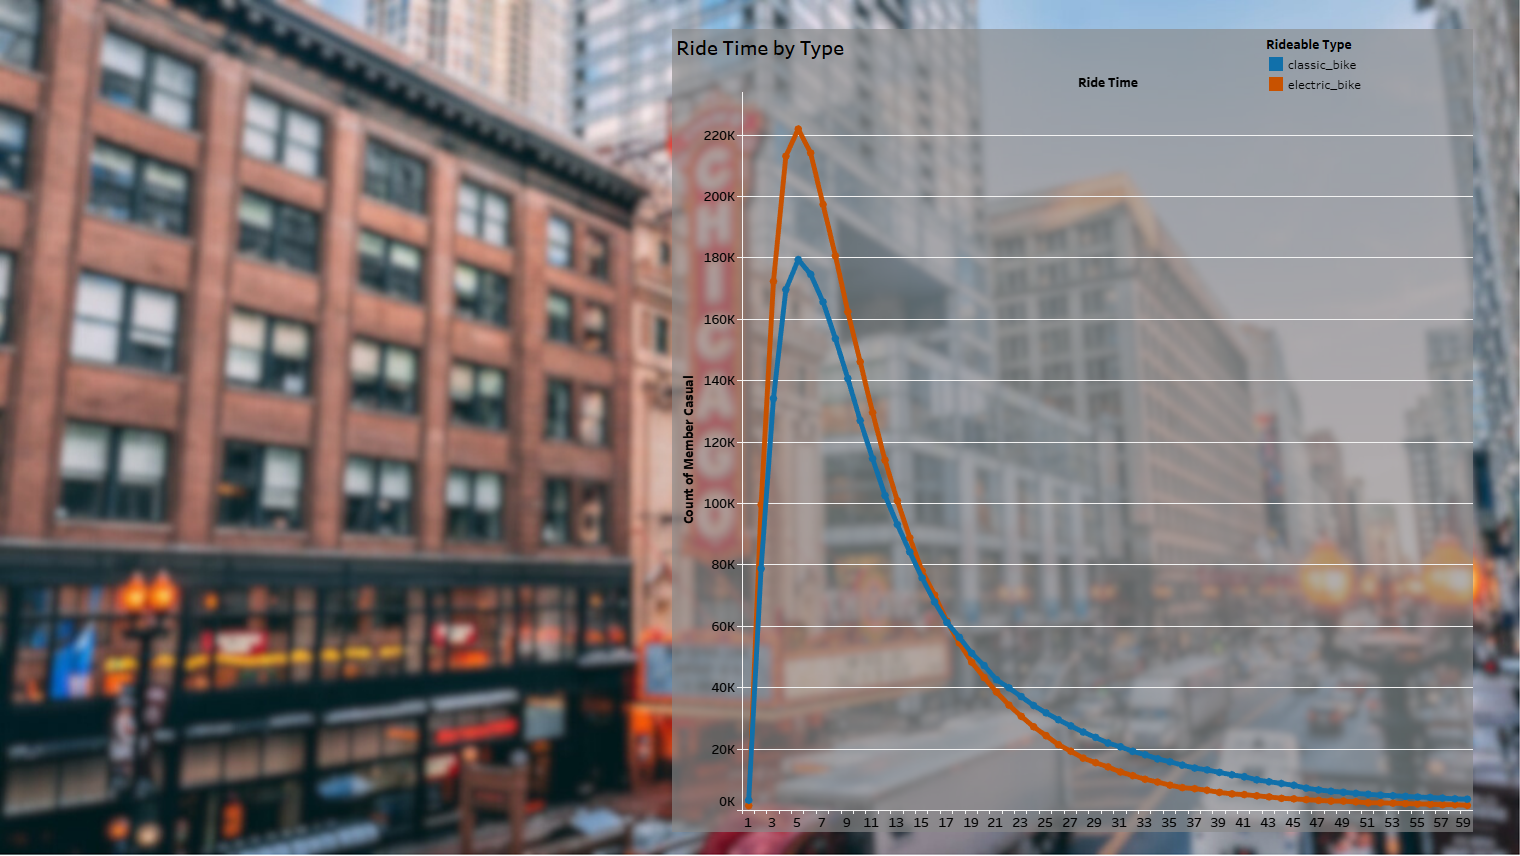 Ride Time by Type
Rideable Type
classic_bike
electric_bike
Ride Time
220K
200K
180K
160K
140K
120K
100K
80K
60K
40K
20K
0K
Count of Member Casual
1 3 5 7 9 11 13 15 17 19 21 23 25 27 29 31 33 35 37 39 41 43 45 47 49 51 53 55 57 59
CHICAGO